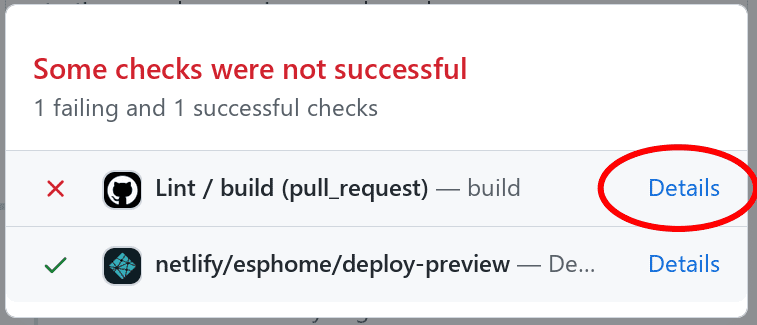 Some checks were not successful
1 failing and 1 successful checks
Lint / build (pull_request) — build Details
netlify/esphome/deploy-preview — De... Details